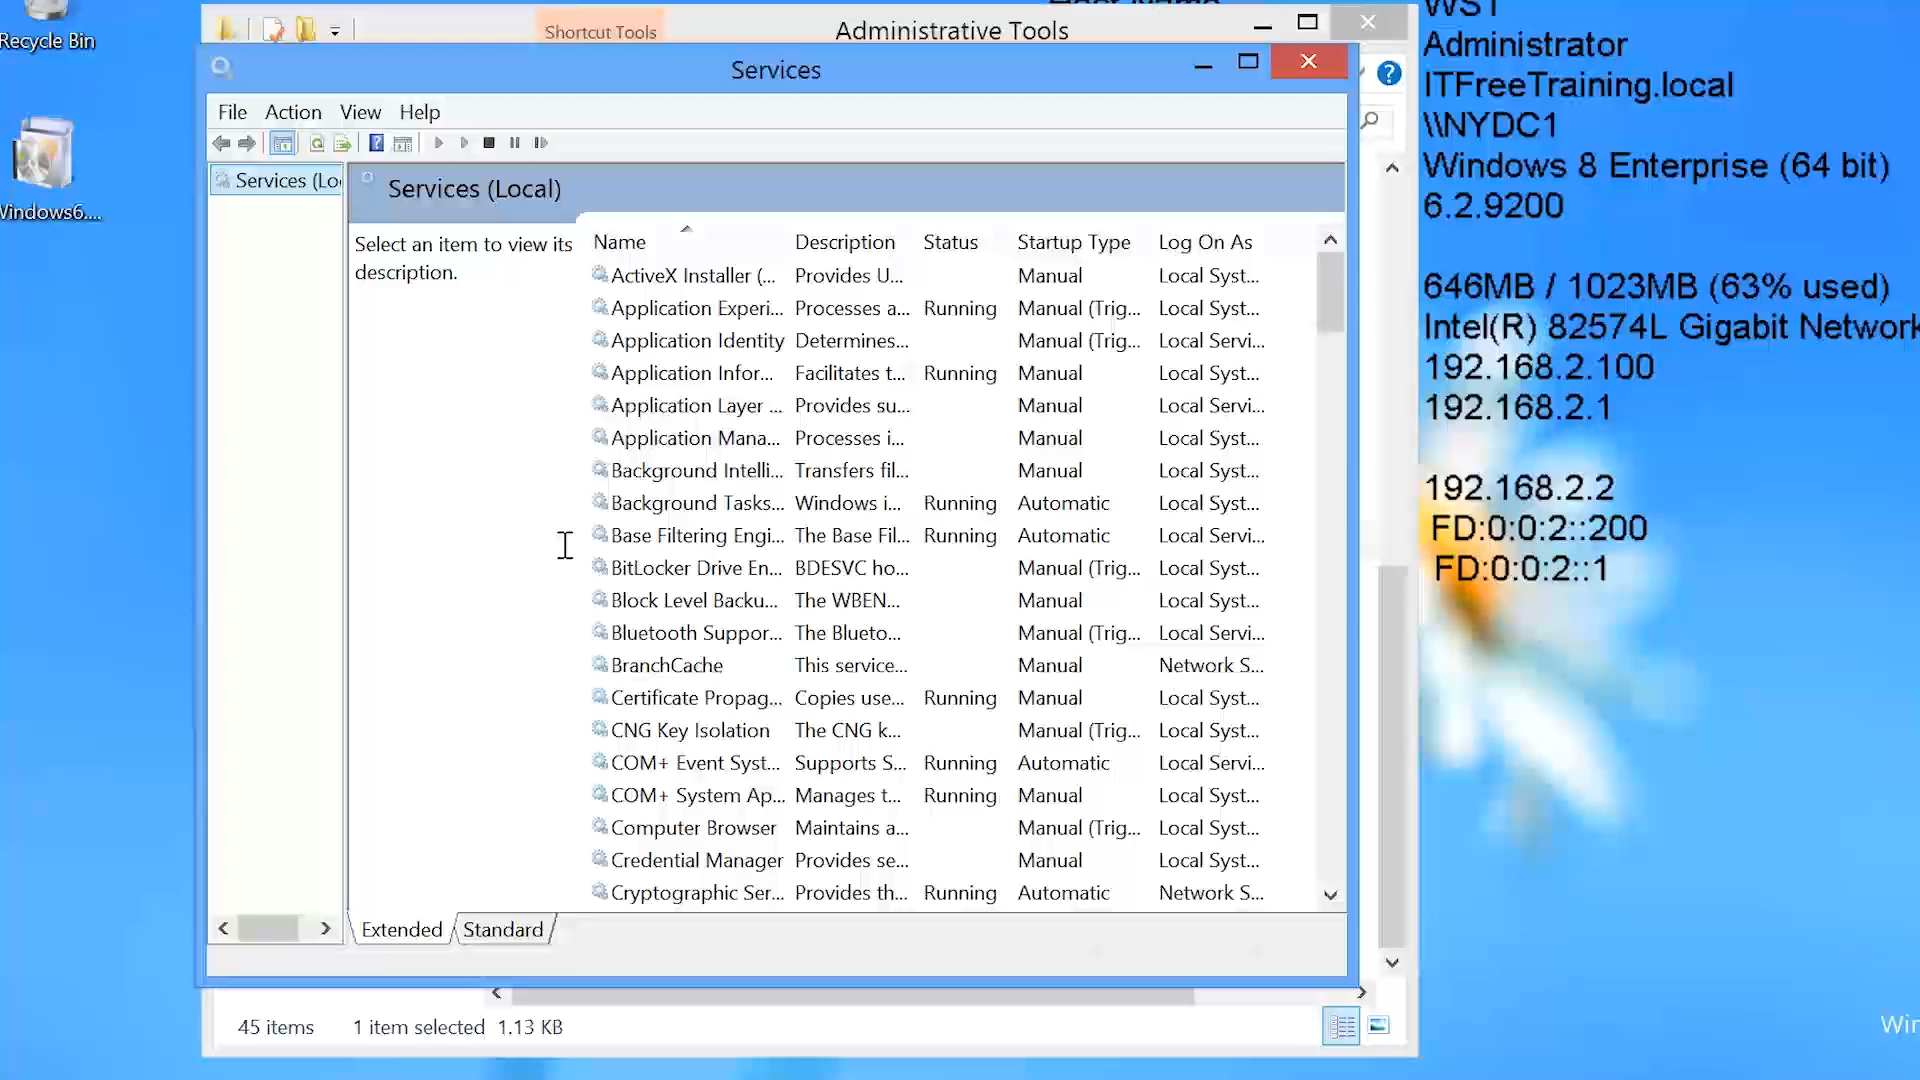 Recycle Bin
Windows6....
Shortcut Tools
Administrative Tools
Services
File Action View Help
Services (Lo
Services (Local)
Select an item to view its
description.
Name Description Status Startup Type Log On As
ActiveX Installer (... Provides U... Manual Local Syst...
Application Experi... Processes a... Running Manual (Trig... Local Syst...
Application Identity Determines... Manual (Trig... Local Servi...
Application Infor... Facilitates t... Running Manual Local Syst...
Application Layer ... Provides su... Manual Local Servi...
Application Mana... Processes i... Manual Local Syst...
Background Intelli... Transfers fil... Manual Local Syst...
Background Tasks... Windows i... Running Automatic Local Syst...
Base Filtering Engi... The Base Fil... Running Automatic Local Servi...
BitLocker Drive En... BDESVC ho... Manual (Trig... Local Syst...
Block Level Backu... The WBEN... Manual Local Syst...
Bluetooth Suppor... The Blueto... Manual (Trig... Local Servi...
BranchCache This service... Manual Network S...
Certificate Propag... Copies use... Running Manual Local Syst...
CNG Key Isolation The CNG k... Manual (Trig... Local Syst...
COM+ Event Syst... Supports S... Running Automatic Local Servi...
COM+ System Ap... Manages t... Running Manual Local Syst...
Computer Browser Maintains a... Manual (Trig... Local Syst...
Credential Manager Provides se... Manual Local Syst...
Cryptographic Ser... Provides th... Running Automatic Network S...
Extended Standard
45 items 1 item selected 1.13 KB
Administrator
ITFreeTraining.local
\\NYDC1
Windows 8 Enterprise (64 bit)
6.2.9200
646MB / 1023MB (63% used)
Intel(R) 82574L Gigabit Network
192.168.2.100
192.168.2.1
192.168.2.2
FD:0:0:2::200
FD:0:0:2::1
Win